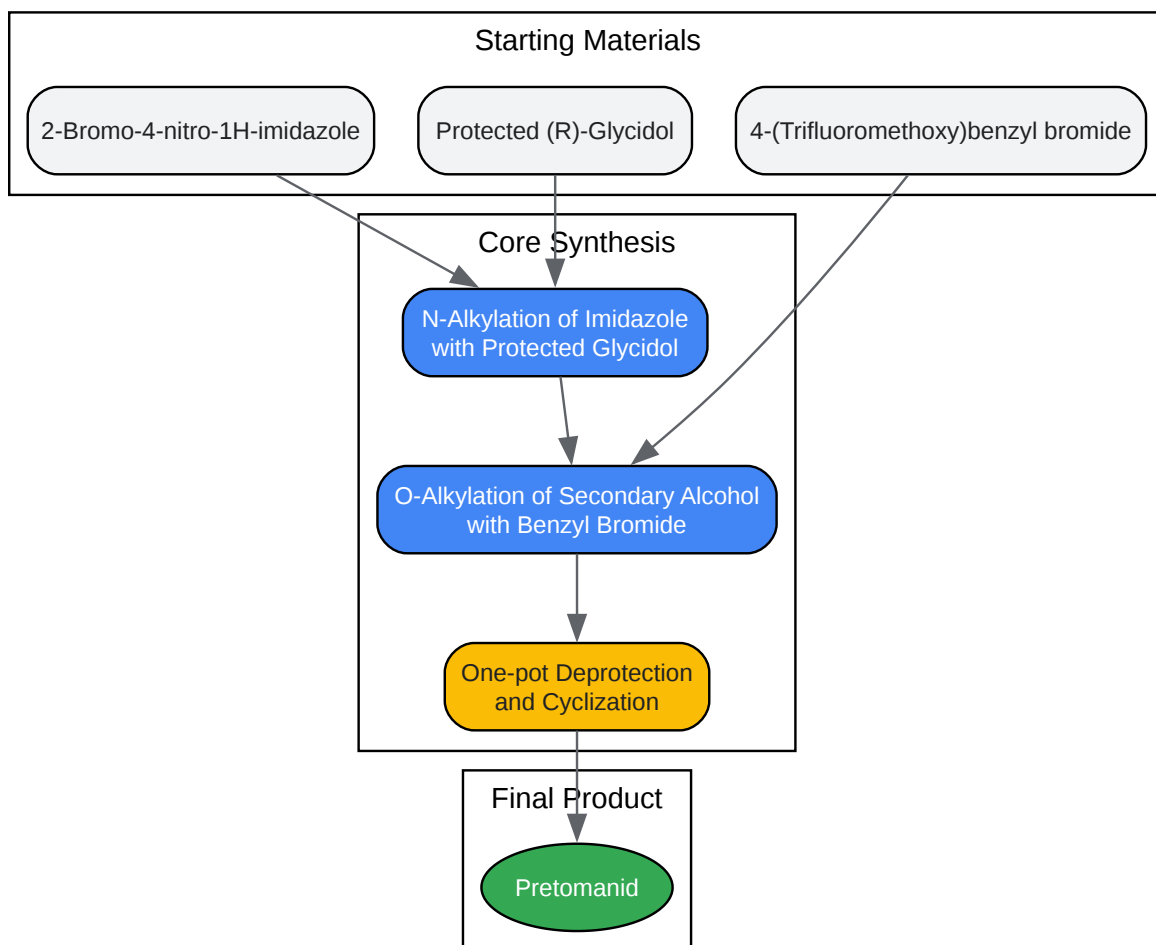 Starting Materials
2-Bromo-4-nitro-1H-imidazole
Protected (R)-Glycidol
4-(Trifluoromethoxy)benzyl bromide
Core Synthesis
N-Alkylation of Imidazole
with Protected Glycidol
O-Alkylation of Secondary Alcohol
with Benzyl Bromide
One-pot Deprotection
and Cyclization
Final Product
Pretomanid